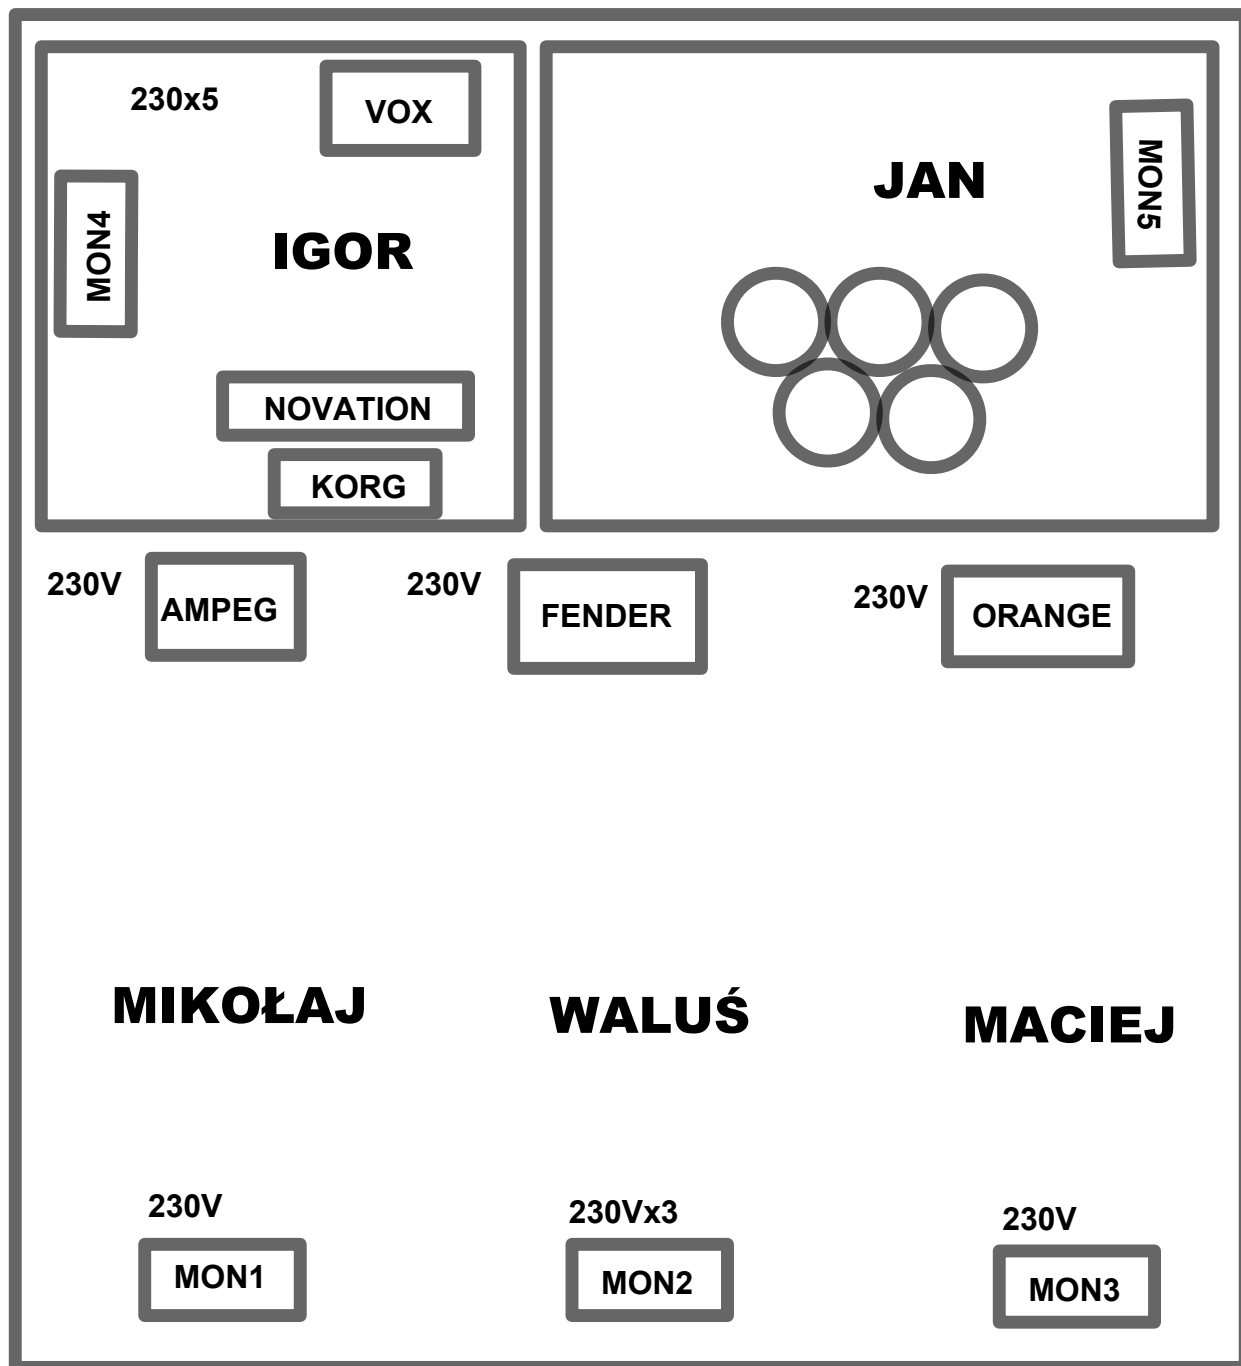 230x5
VOX
MON4
IGOR
NOVATION
KORG
JAN
MON5
230V
AMPEG
230V
FENDER
230V
ORANGE
MIKOŁAJ
WALUŚ
MACIEJ
230V
MON1
230Vx3
MON2
230V
MON3